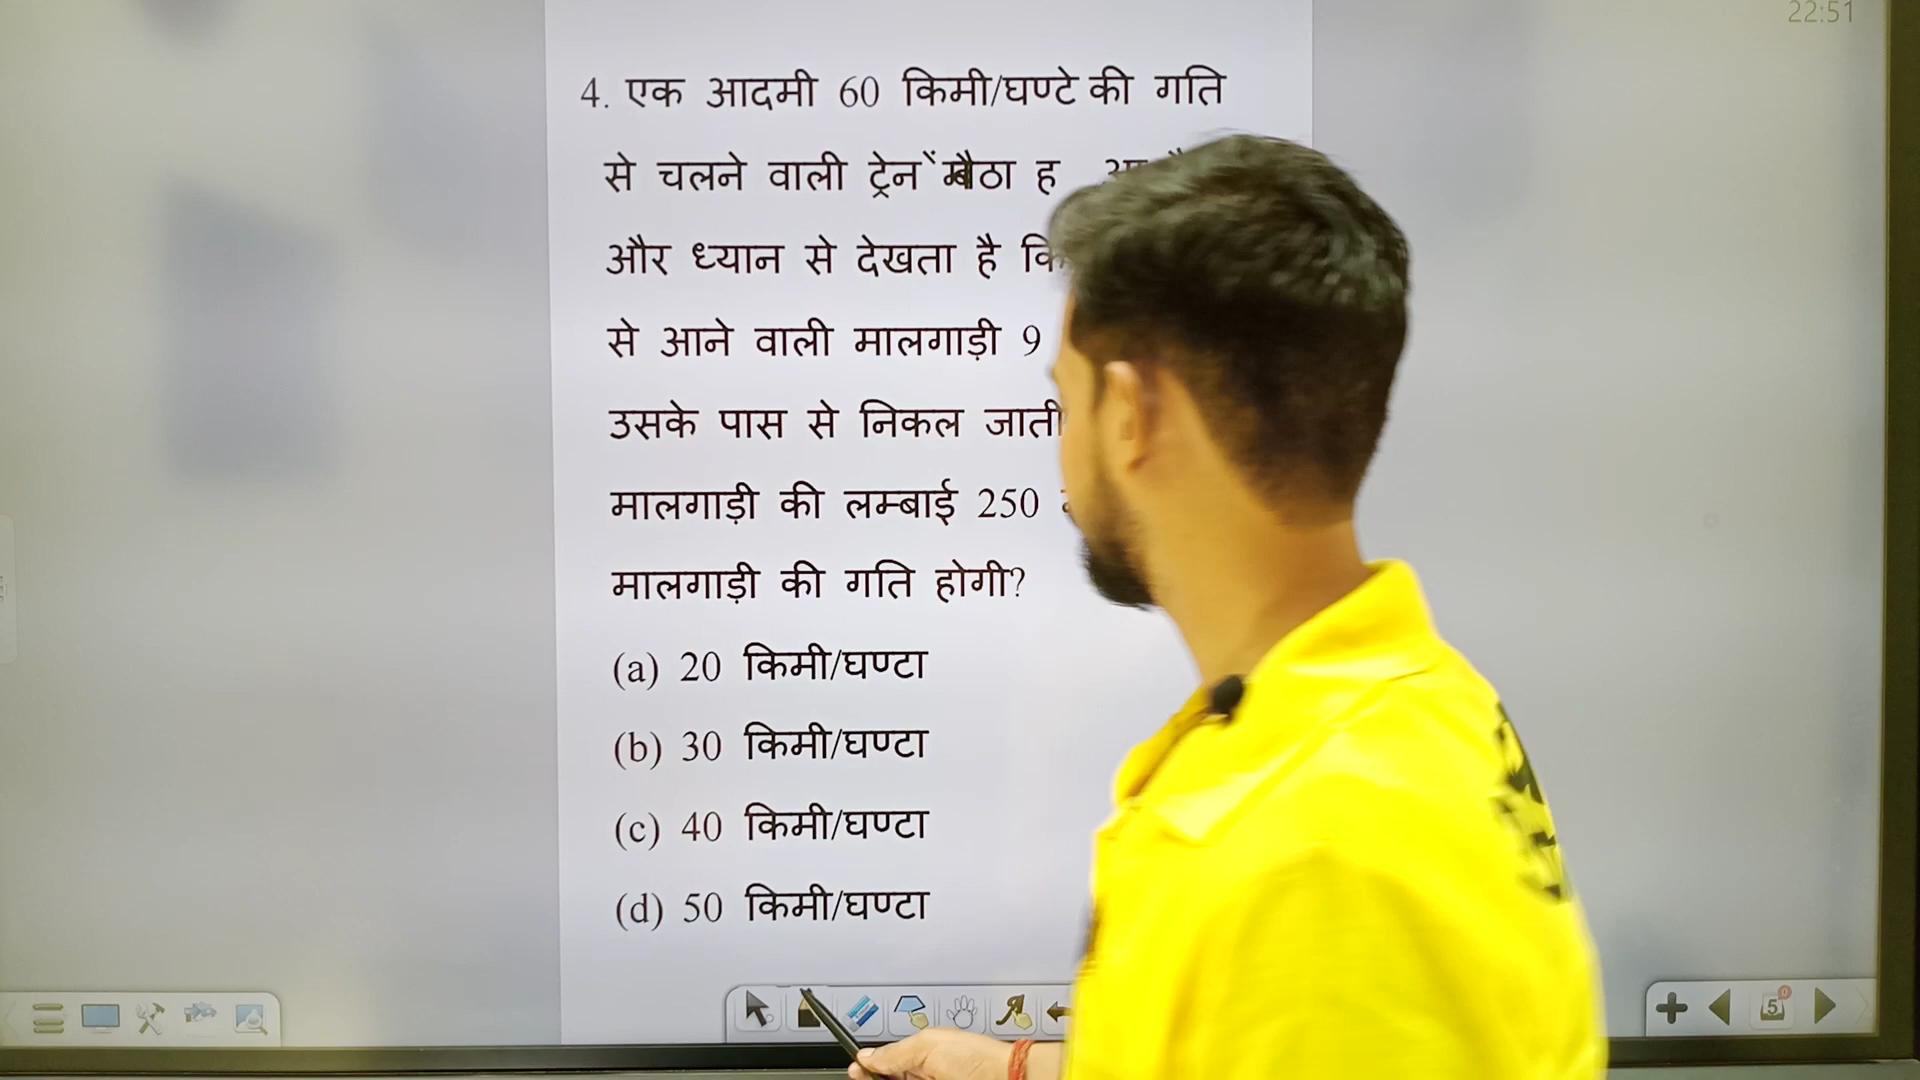 22:51
4. एक आदमी 60 किमी/घण्टे की गति
से चलने वाली ट्रेन में बैठा
और ध्यान से देखता है
से आने वाली मालगाड़ी 9
उसके पास से निकल जाती
मालगाड़ी की लम्बाई 250
मालगाड़ी की गति होगी?
(a) 20 किमी/घण्टा
(b) 30 किमी/घण्टा
(c) 40 किमी/घण्टा
(d) 50 किमी/घण्टा
5